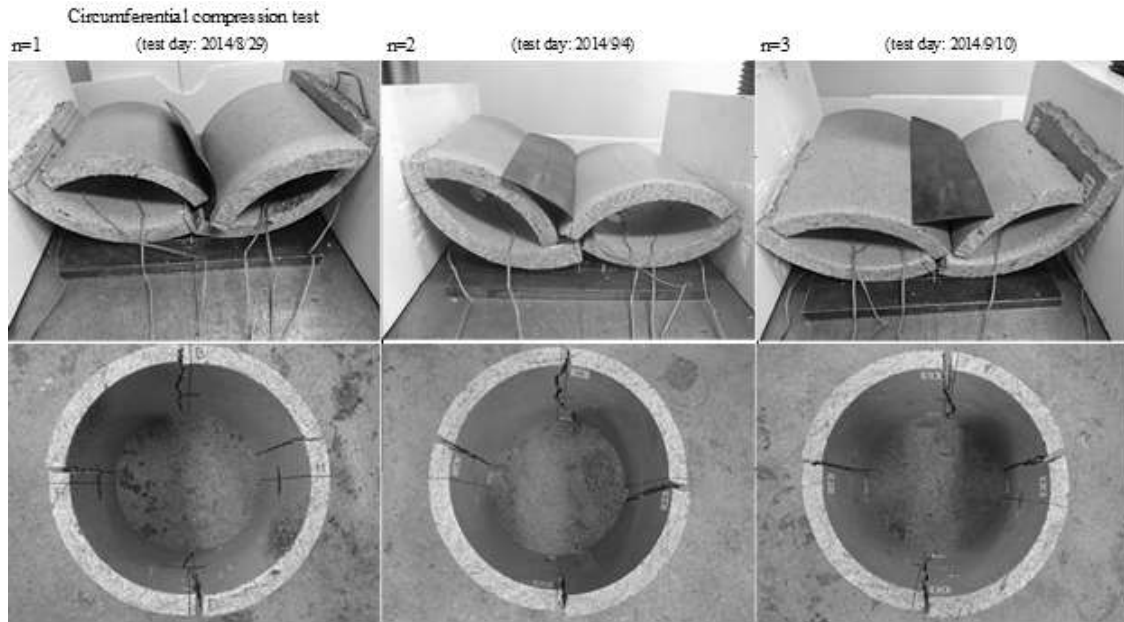 Circumferential compression test
n=1 (test day: 2014/8/29) n=2 (test day: 2014/9/4) n=3 (test day: 2014.9/10)